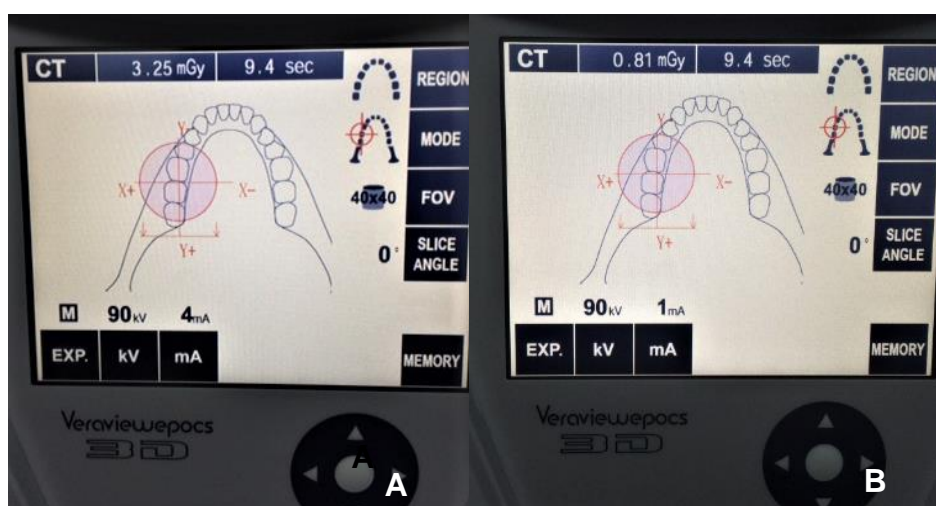 CT 3.25 mGy 9.4 sec
REGION
MODE
Y-
X+ X-
40x40 FOV
Y+
0° SLICE ANGLE
M 90kV 4mA
EXP. kV mA MEMORY
Veraviewepocs
3D
A
A
CT 0.81 mGy 9.4 sec
REGION
MODE
X+ X-
40x40 FOV
Y+
0° SLICE ANGLE
M 90kV 1mA
EXP. kV mA MEMORY
Veraviewepocs
3D
B